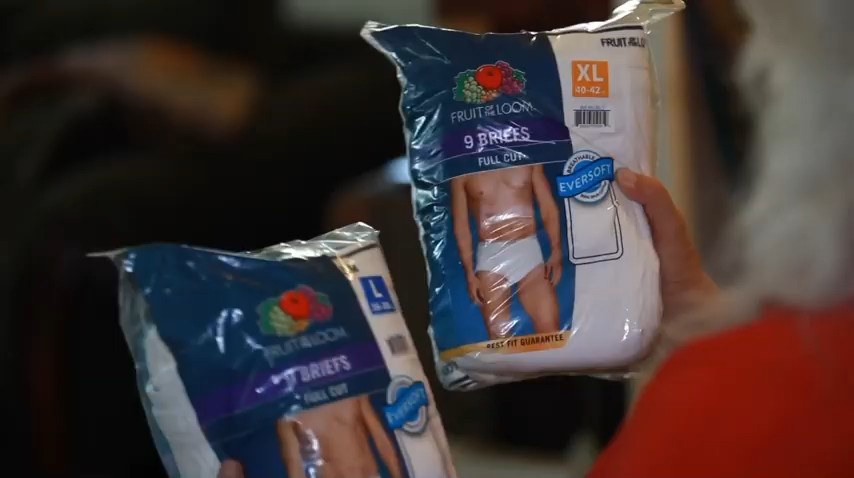 FRUIT OF THE LOOM
XL
40-42
FRUIT OF THE LOOM
9 BRIEFS
FULL CUT
BREATHABLE
EVERSOFT
BEST FIT GUARANTEE
L
FRUIT OF THE LOOM
BRIEFS
FULL CUT
EVERSOFT